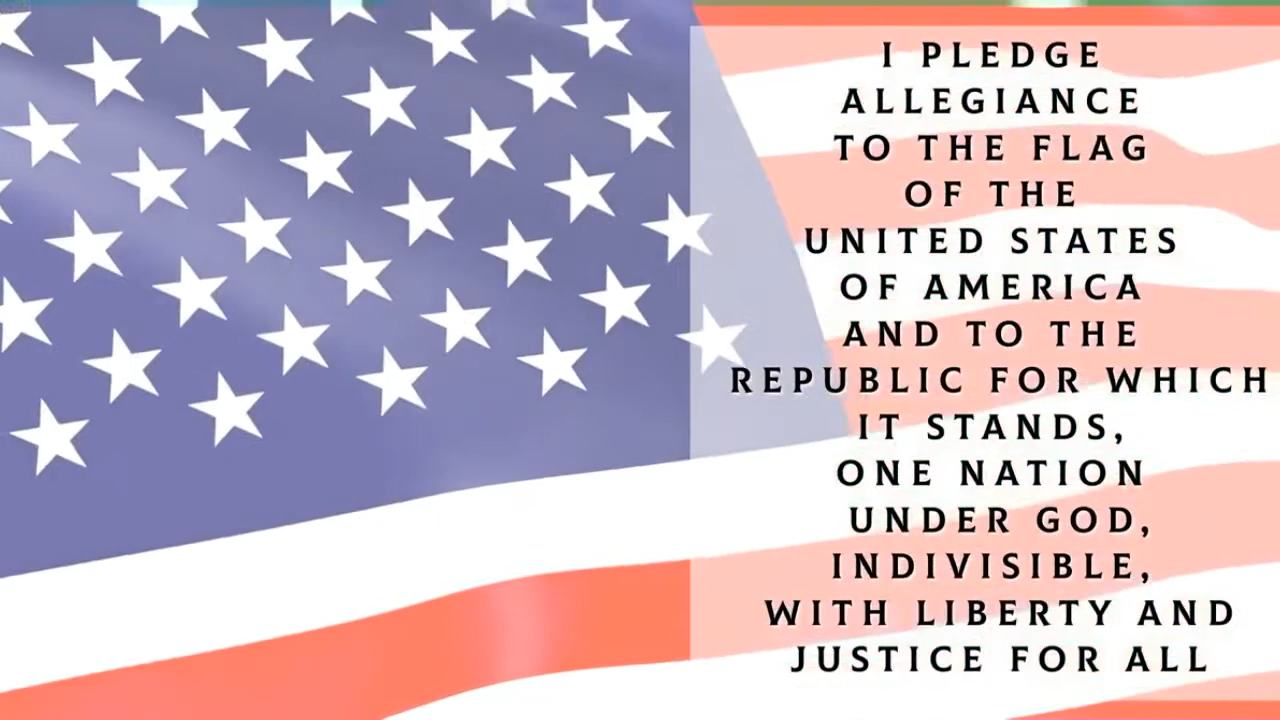 I PLEDGE
ALLEGIANCE
TO THE FLAG
OF THE
UNITED STATES
OF AMERICA
AND TO THE
REPUBLIC FOR WHICH
IT STANDS,
ONE NATION
UNDER GOD,
INDIVISIBLE,
WITH LIBERTY AND
JUSTICE FOR ALL